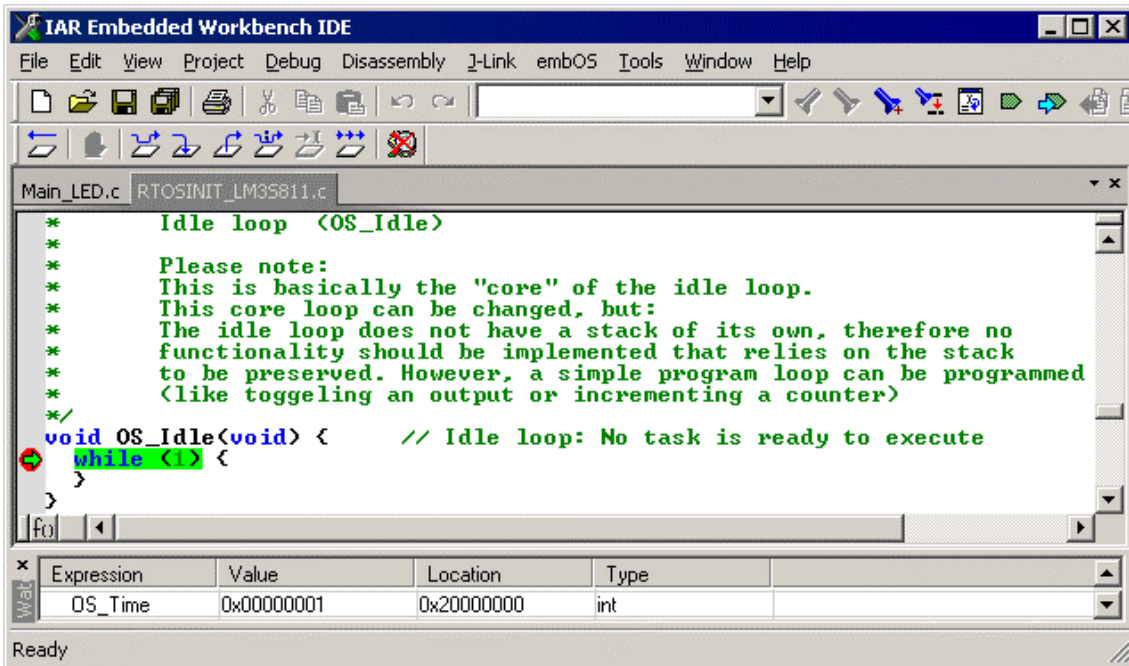 IAR Embedded Workbench IDE
File Edit View Project Debug Disassembly J-Link embOS Tools Window Help
Main_LED.c RTOSINIT_LM3S811.c
* Idle loop (OS_Idle)
*
* Please note:
* This is basically the "core" of the idle loop.
* This core loop can be changed, but:
* The idle loop does not have a stack of its own, therefore no
* functionality should be implemented that relies on the stack
* to be preserved. However, a simple program loop can be programmed
* (like toggeling an output or incrementing a counter)
*/
void OS_Idle(void) { // Idle loop: No task is ready to execute
while (1) {
}
}
f()
Expression Value Location Type
OS_Time 0x00000001 0x20000000 int
Wat
Ready